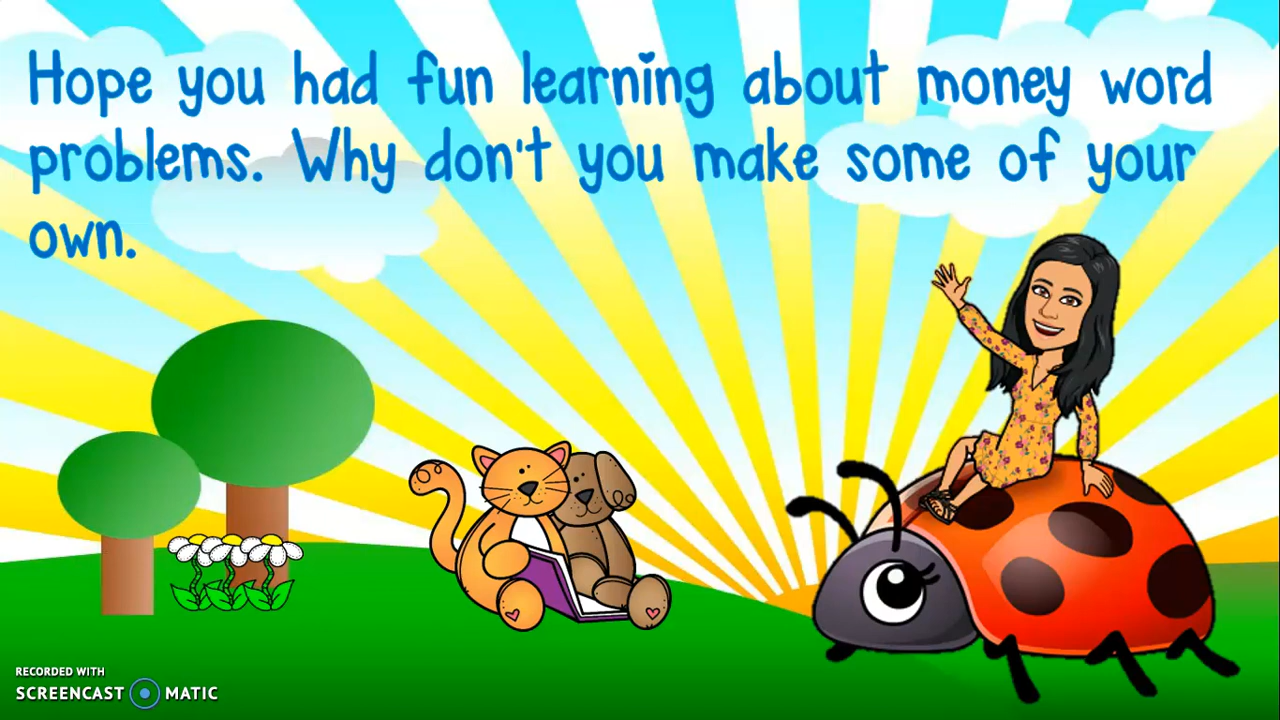 Hope you had fun learning about money word
problems. Why don't you make some of your
own.
RECORDED WITH
SCREENCAST MATIC